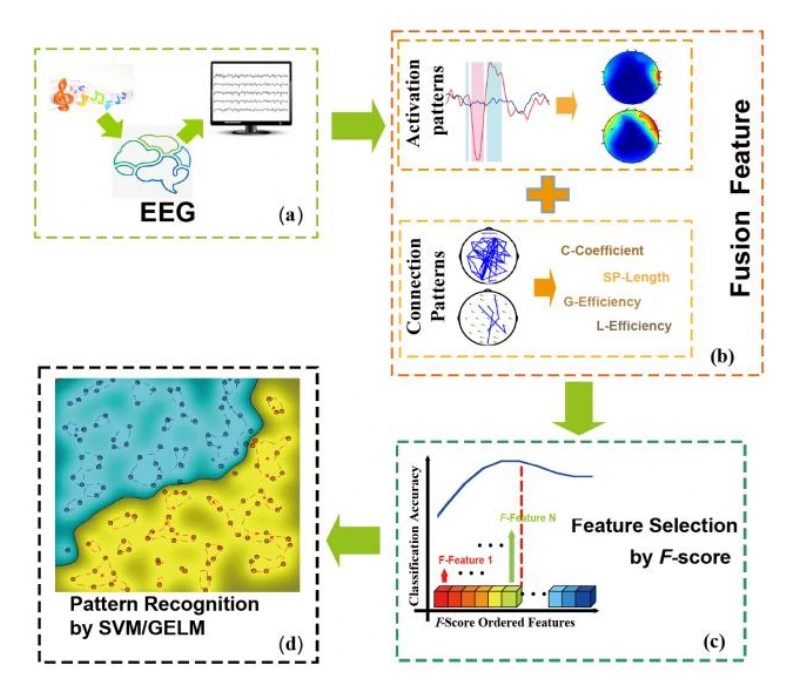 EEG
(a)
Activation
patterns
Connection
Patterns
C-Coefficient
SP-Length
G-Efficiency
L-Efficiency
Fusion Feature
(b)
Classification Accuracy
F-Feature N
F-Feature 1
F-Score Ordered Features
Feature Selection
by F-score
(c)
Pattern Recognition
by SVM/GELM
(d)